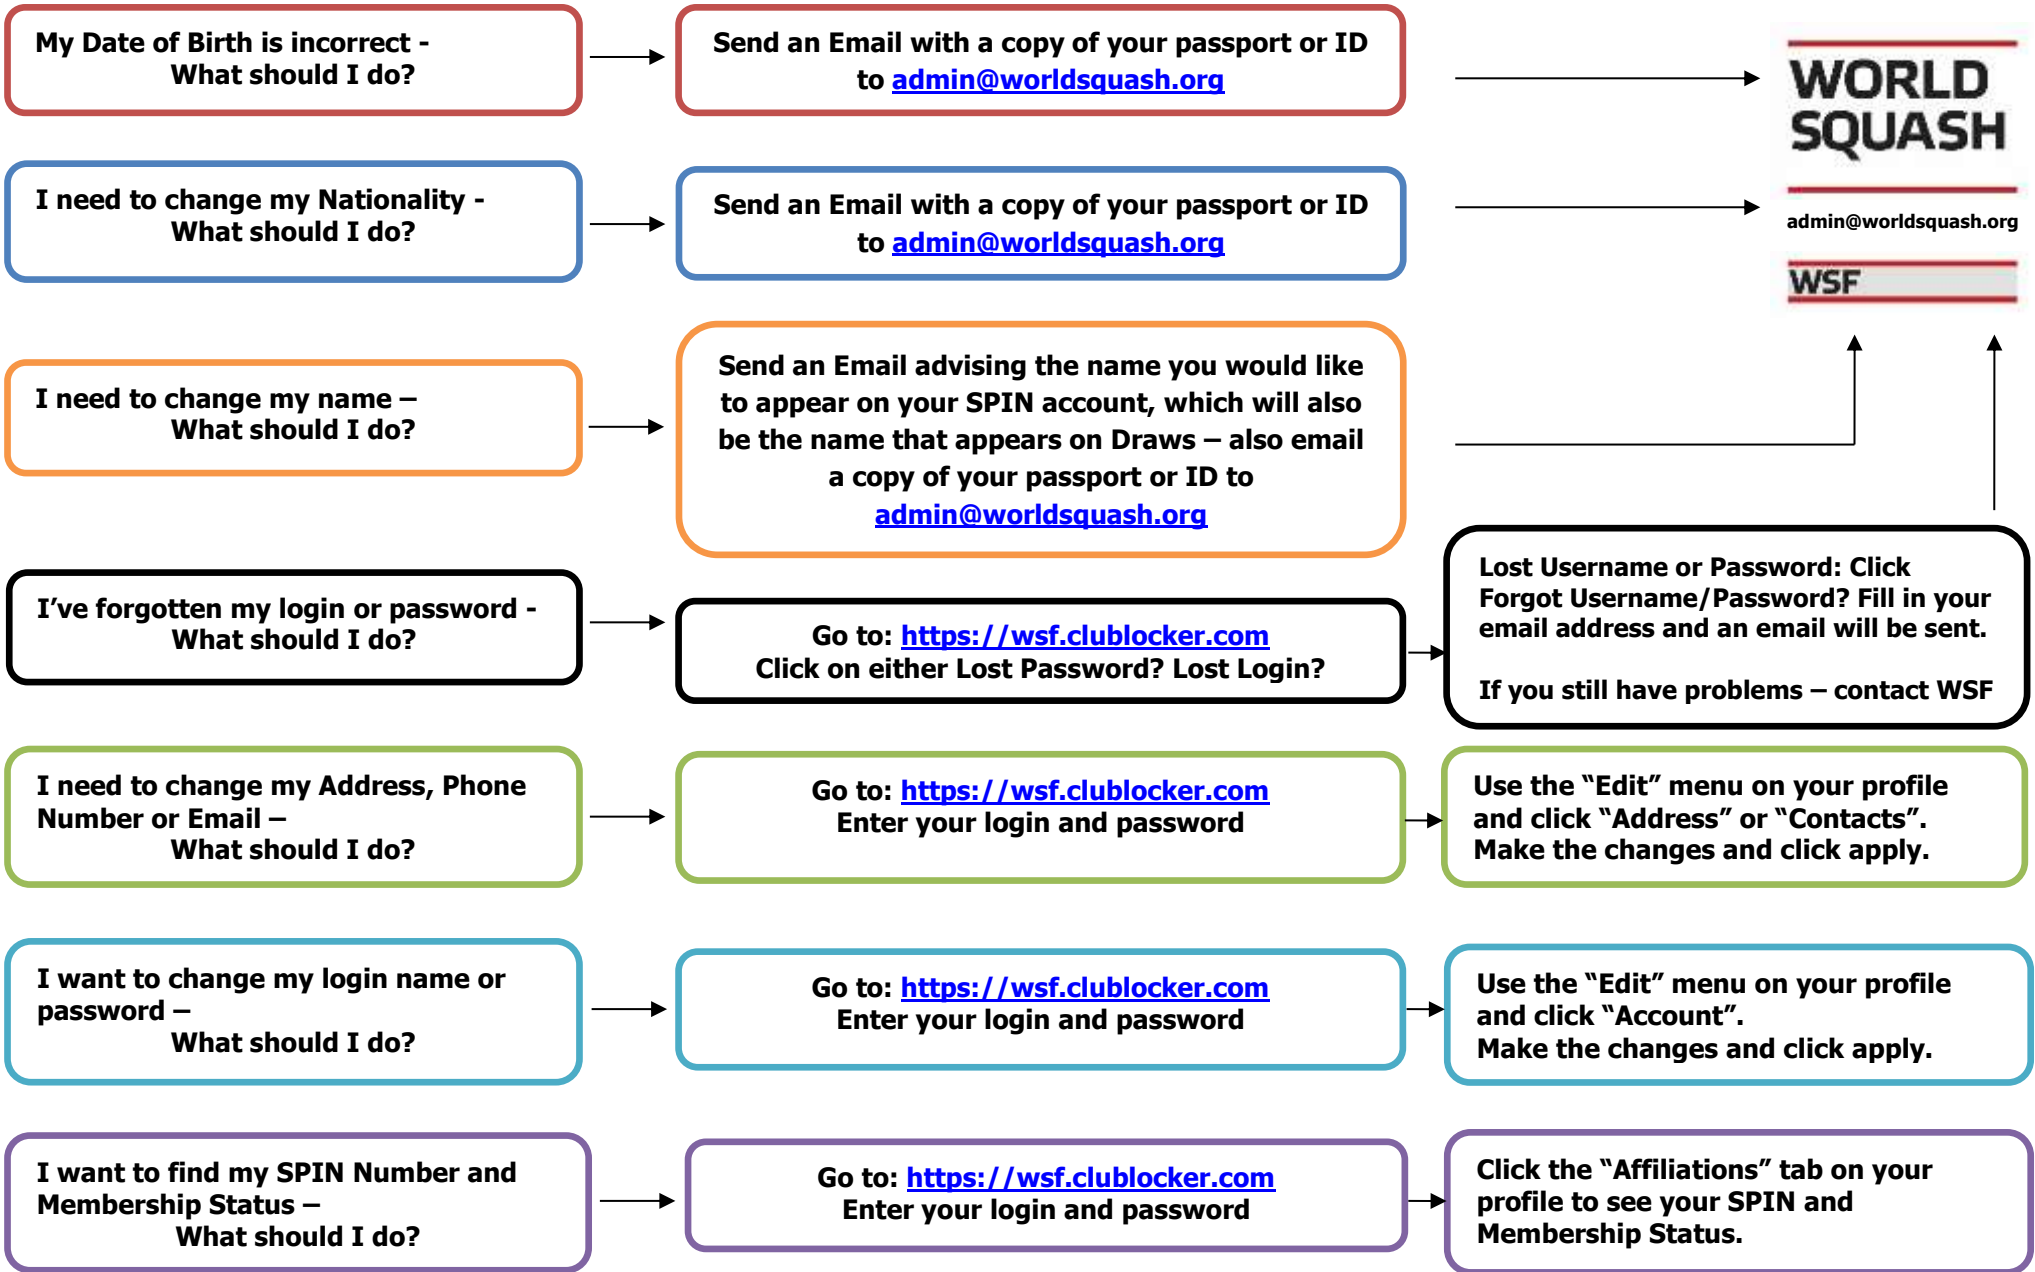 My Date of Birth is incorrect -
What should I do?
Send an Email with a copy of your passport or ID
to admin@worldsquash.org
WORLD
SQUASH
admin@worldsquash.org
WSF
I need to change my Nationality -
What should I do?
Send an Email with a copy of your passport or ID
to admin@worldsquash.org
I need to change my name –
What should I do?
Send an Email advising the name you would like
to appear on your SPIN account, which will also
be the name that appears on Draws – also email
a copy of your passport or ID to
admin@worldsquash.org
I’ve forgotten my login or password -
What should I do?
Go to: https://wsf.clublocker.com
Click on either Lost Password? Lost Login?
Lost Username or Password: Click
Forgot Username/Password? Fill in your
email address and an email will be sent.
If you still have problems – contact WSF
I need to change my Address, Phone
Number or Email –
What should I do?
Go to: https://wsf.clublocker.com
Enter your login and password
Use the “Edit” menu on your profile
and click “Address” or “Contacts”.
Make the changes and click apply.
I want to change my login name or
password –
What should I do?
Go to: https://wsf.clublocker.com
Enter your login and password
Use the “Edit” menu on your profile
and click “Account”.
Make the changes and click apply.
I want to find my SPIN Number and
Membership Status –
What should I do?
Go to: https://wsf.clublocker.com
Enter your login and password
Click the “Affiliations” tab on your
profile to see your SPIN and
Membership Status.